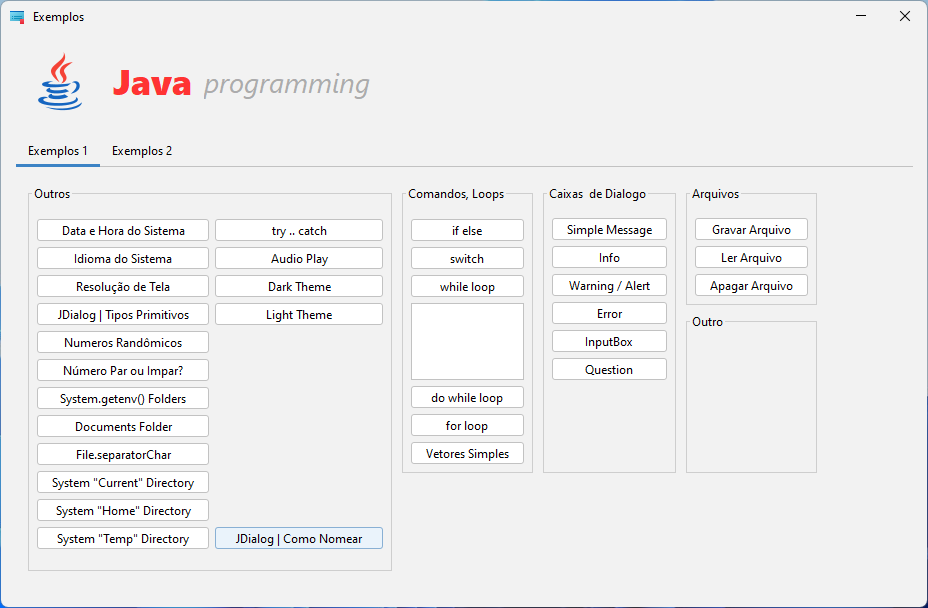 Exemplos
Java programming
Exemplos 1
Exemplos 2
Outros
Data e Hora do Sistema
Idioma do Sistema
Resolução de Tela
JDialog | Tipos Primitivos
Numeros Randômicos
Número Par ou Impar?
System.getenv() Folders
Documents Folder
File.separatorChar
System "Current" Directory
System "Home" Directory
System "Temp" Directory
try .. catch
Audio Play
Dark Theme
Light Theme
JDialog | Como Nomear
Comandos, Loops
if else
switch
while loop
do while loop
for loop
Vetores Simples
Caixas  de Dialogo
Simple Message
Info
Warning / Alert
Error
InputBox
Question
Arquivos
Gravar Arquivo
Ler Arquivo
Apagar Arquivo
Outro